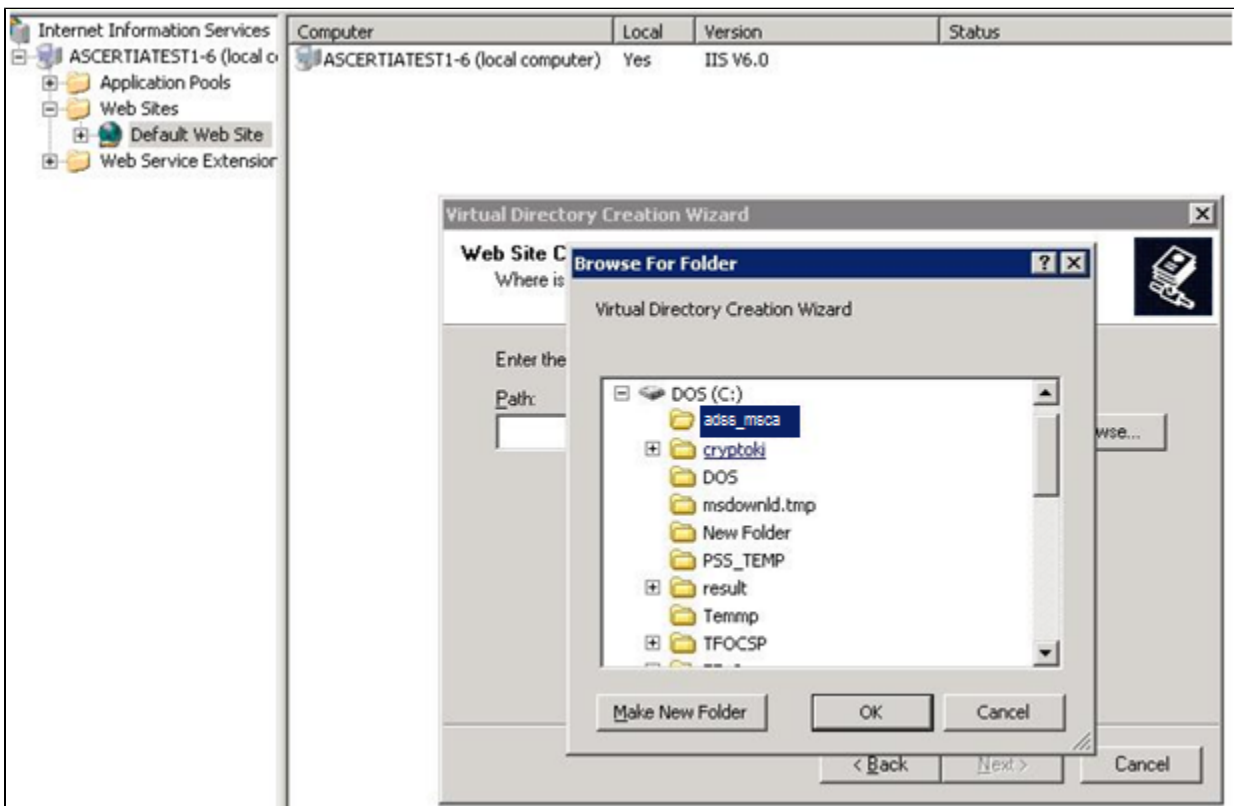 Internet Information Services
Computer Local Version Status
ASCERTIATEST1-6 (local c
ASCERTIATEST1-6 (local computer) Yes IIS V6.0
Application Pools
Web Sites
Default Web Site
Web Service Extension
Virtual Directory Creation Wizard
Web Site C
Where is
Browse For Folder
Virtual Directory Creation Wizard
Enter the
Path:
wse...
DOS (C:)
adss_msca
cryptoki
DOS
msdownld.tmp
New Folder
PSS_TEMP
result
Temmp
TFOCSP
Make New Folder OK Cancel
< Back Next > Cancel